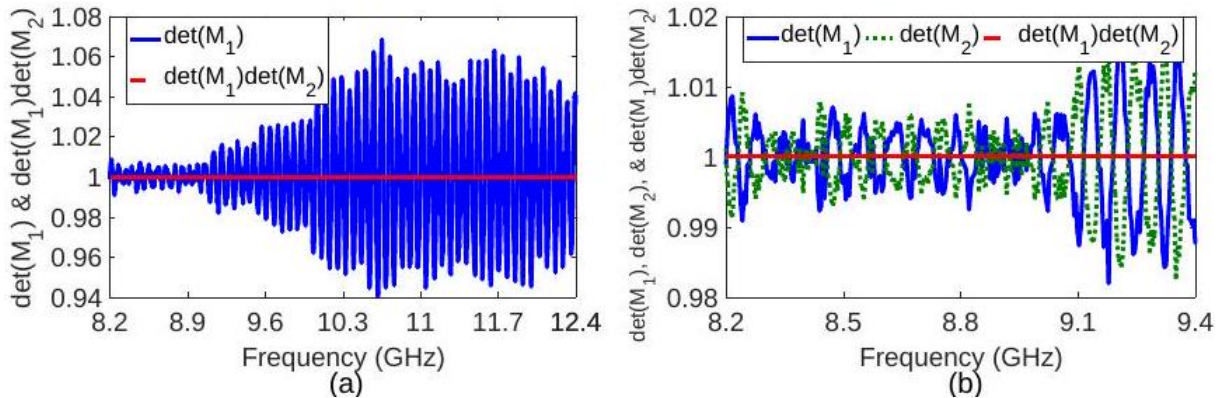 det(M1) & det(M1)det(M2)
1.08
1.06
1.04
1.02
1
0.98
0.96
0.94
det(M1)
det(M1)det(M2)
8.2 8.9 9.6 10.3 11 11.7 12.4
Frequency (GHz)
(a)
det(M1), det(M2), & det(M1)det(M2)
1.02
1.01
1
0.99
0.98
det(M1) det(M2) det(M1)det(M2)
8.2 8.5 8.8 9.1 9.4
Frequency (GHz)
(b)